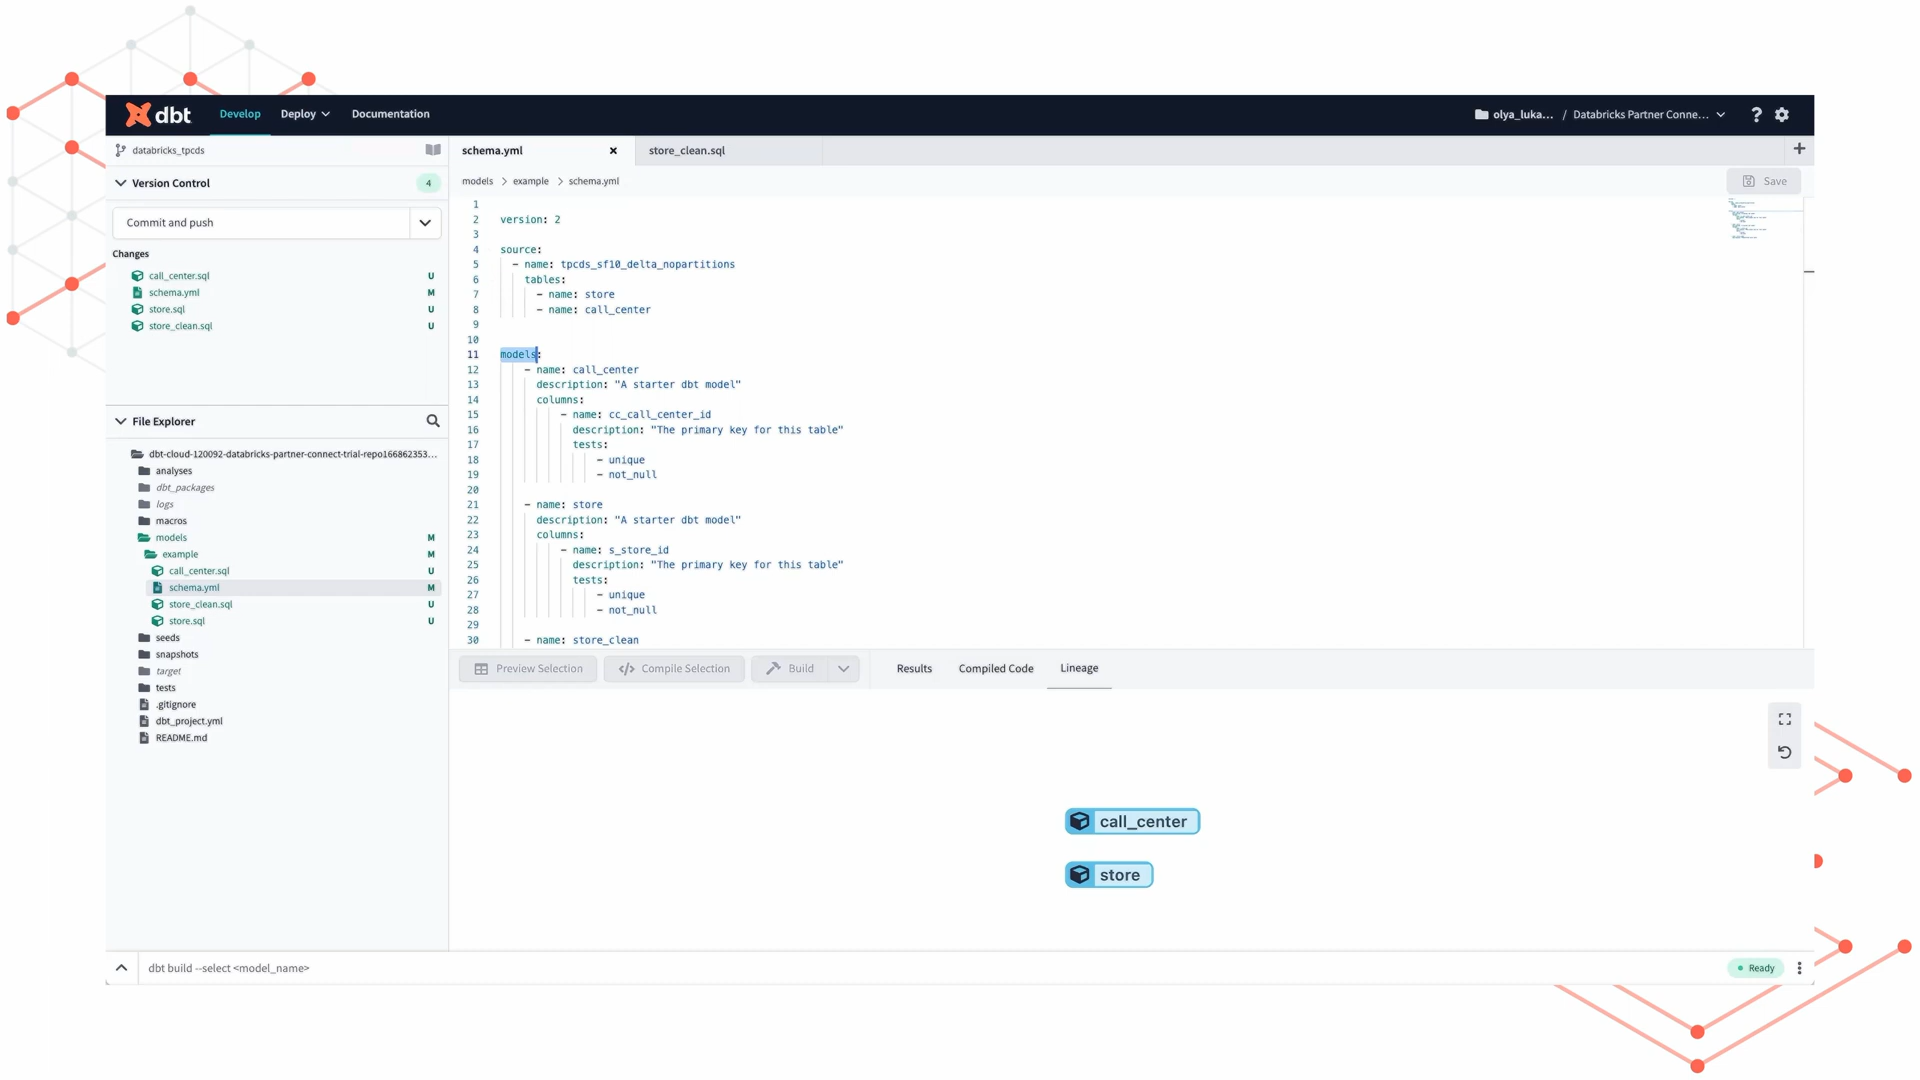 dbt
Develop
Deploy
Documentation
olya_luka... / Databricks Partner Conne...
?
databricks_tpcds
Version Control
4
Commit and push
Changes
call_center.sql U
schema.yml M
store.sql U
store_clean.sql U
File Explorer
dbt-cloud-120092-databricks-partner-connect-trial-repo166862353...
analyses
dbt_packages
logs
macros
models M
example M
call_center.sql U
schema.yml M
store_clean.sql U
store.sql U
seeds
snapshots
target
tests
.gitignore
dbt_project.yml
README.md
schema.yml
store_clean.sql
models > example > schema.yml
Save
1
2 version: 2
3
4 source:
5 - name: tpcds_sf10_delta_nopartitions
6 tables:
7 - name: store
8 - name: call_center
9
10
11 models:
12 - name: call_center
13 description: "A starter dbt model"
14 columns:
15 - name: cc_call_center_id
16 description: "The primary key for this table"
17 tests:
18 - unique
19 - not_null
20
21 - name: store
22 description: "A starter dbt model"
23 columns:
24 - name: s_store_id
25 description: "The primary key for this table"
26 tests:
27 - unique
28 - not_null
29
30 - name: store_clean
Preview Selection
</> Compile Selection
Build
Results
Compiled Code
Lineage
call_center
store
dbt build --select <model_name>
Ready